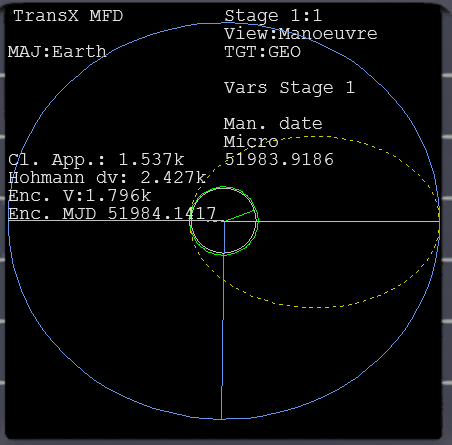 TransX MFD
Stage 1:1
View:Manoeuvre
MAJ:Earth
TGT:GEO
Vars Stage 1
Man. date
Micro
Cl. App.: 1.537k
51983.9186
Hohmann dv: 2.427k
Enc. V:1.796k
Enc. MJD 51984.1417